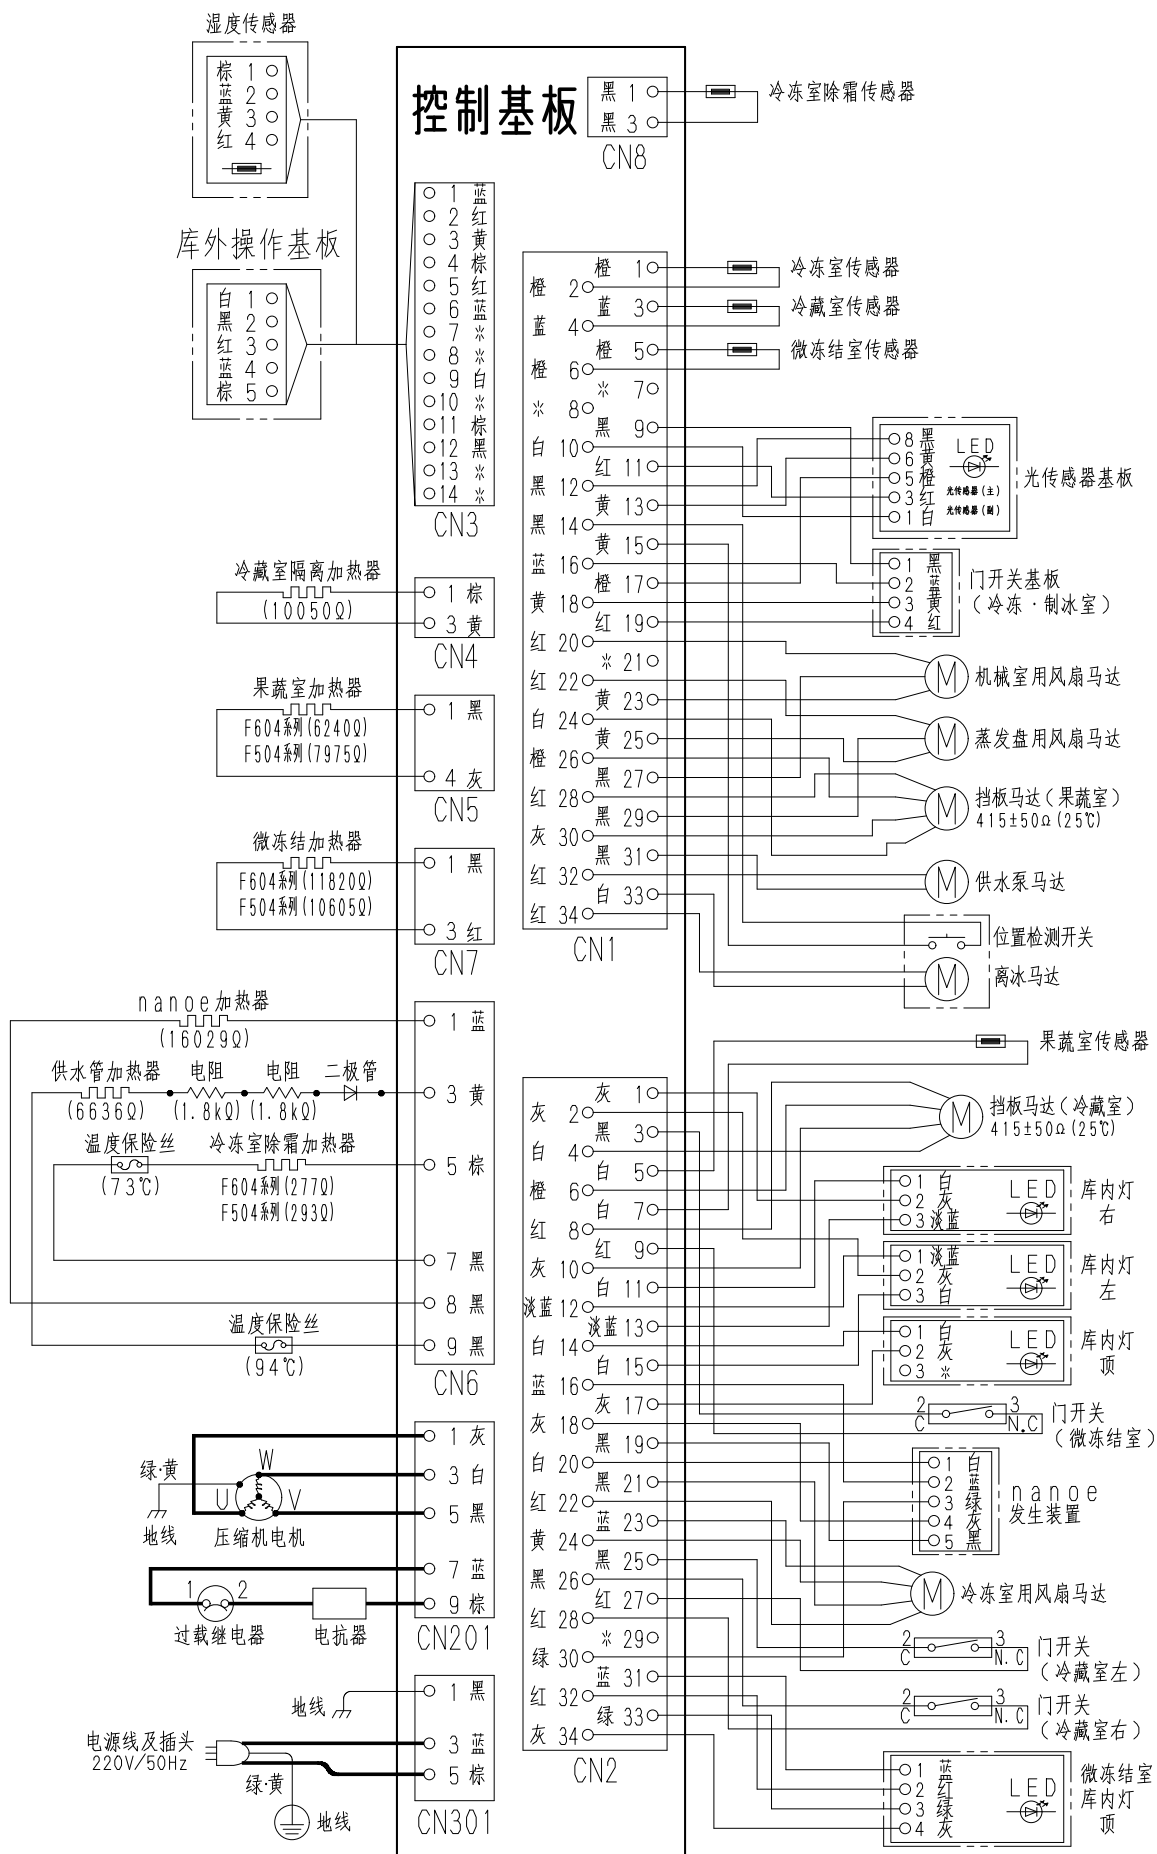 湿度传感器
棕 1
蓝 2
黄 3
红 4
控制基板
黑 1
黑 3
CN8
冷冻室除霜传感器
库外操作基板
白 1
黑 2
红 3
蓝 4
棕 5
1 蓝
2 红
3 黄
4 棕
5 红
6 蓝
7 ※
8 ※
9 白
10 ※
11 棕
12 黑
13 ※
14 ※
CN3
冷藏室隔离加热器
(10050Ω)
1 棕
3 黄
CN4
果蔬室加热器
F604系列(6240Ω)
F504系列(7975Ω)
1 黑
4 灰
CN5
微冻结加热器
F604系列(11820Ω)
F504系列(10605Ω)
1 黑
3 红
CN7
nanoe加热器
(16029Ω)
供水管加热器
(6636Ω)
电阻
(1.8kΩ)
电阻
(1.8kΩ)
二极管
温度保险丝
(73℃)
冷冻室除霜加热器
F604系列(277Ω)
F504系列(293Ω)
温度保险丝
(94℃)
1 蓝
3 黄
5 棕
7 黑
8 黑
9 黑
CN6
绿·黄
地线
W
U
V
压缩机电机
1
2
过载继电器
电抗器
1 灰
3 白
5 黑
7 蓝
9 棕
CN201
地线
电源线及插头
220V/50Hz
绿·黄
地线
1 黑
3 蓝
5 棕
CN301
橙 1
橙 2
蓝 3
蓝 4
橙 5
橙 6
※ 7
※ 8
黑 9
白 10
红 11
黑 12
黄 13
黑 14
黄 15
蓝 16
橙 17
黄 18
红 19
红 20
※ 21
红 22
黄 23
白 24
黄 25
橙 26
黑 27
红 28
黑 29
灰 30
黑 31
红 32
白 33
红 34
CN1
冷冻室传感器
冷藏室传感器
微冻结室传感器
8 黑
6 黄
5 橙
3 红
1 白
LED
光传感器(主)
光传感器(副)
光传感器基板
1 黑
2 蓝
3 黄
4 红
门开关基板
(冷冻·制冰室)
M
机械室用风扇马达
M
蒸发盘用风扇马达
M
挡板马达(果蔬室)
415±50Ω(25℃)
M
供水泵马达
位置检测开关
M
离冰马达
灰 1
灰 2
黑 3
白 4
白 5
橙 6
白 7
红 8
红 9
灰 10
白 11
淡蓝 12
淡蓝 13
白 14
白 15
蓝 16
灰 17
灰 18
黑 19
白 20
黑 21
红 22
蓝 23
黄 24
黑 25
黑 26
红 27
红 28
※ 29
绿 30
蓝 31
红 32
绿 33
灰 34
CN2
果蔬室传感器
M
挡板马达(冷藏室)
415±50Ω(25℃)
1 白
2 灰
3 淡蓝
LED
库内灯
右
1 淡蓝
2 灰
3 白
LED
库内灯
左
1 白
2 灰
3 ※
LED
库内灯
顶
2
3
C
N.C
门开关
(微冻结室)
1 白
2 蓝
3 绿
4 灰
5 黑
nanoe
发生装置
M
冷冻室用风扇马达
2
3
C
N.C
门开关
(冷藏室左)
2
3
C
N.C
门开关
(冷藏室右)
1 蓝
2 红
3 绿
4 灰
LED
微冻结室
库内灯
顶